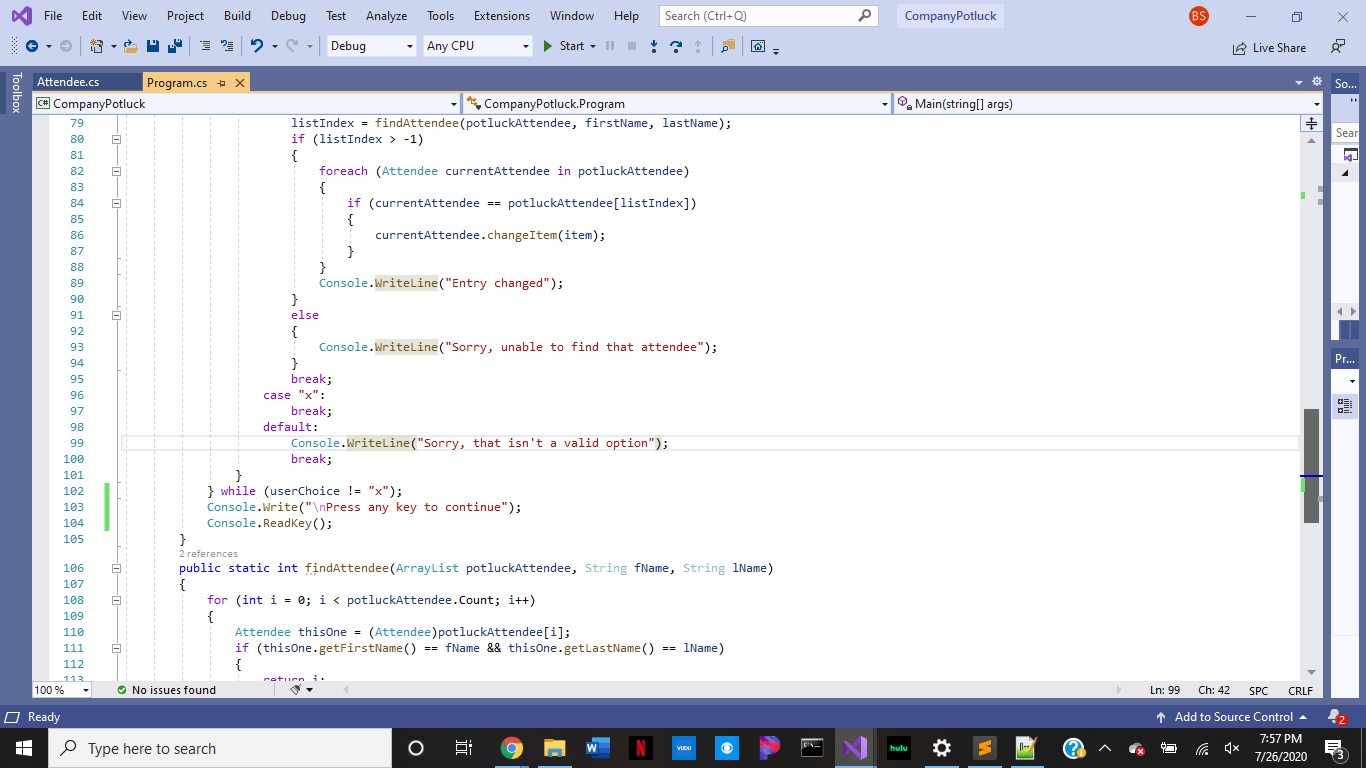 File Edit View Project Build Debug Test Analyze Tools Extensions Window Help Search (Ctrl+Q) CompanyPotluck BS
Debug Any CPU Start Live Share
Toolbox
Attendee.cs Program.cs So...
C# CompanyPotluck CompanyPotluck.Program Main(string[] args)
79 listIndex = findAttendee(potluckAttendee, firstName, lastName);
80 if (listIndex > -1)
81 {
82 foreach (Attendee currentAttendee in potluckAttendee)
83 {
84 if (currentAttendee == potluckAttendee[listIndex])
85 {
86 currentAttendee.changeItem(item);
87 }
88 }
89 Console.WriteLine("Entry changed");
90 }
91 else
92 {
93 Console.WriteLine("Sorry, unable to find that attendee");
94 }
95 break;
96 case "x":
97 break;
98 default:
99 Console.WriteLine("Sorry, that isn't a valid option");
100 break;
101 }
102 } while (userChoice != "x");
103 Console.Write("\nPress any key to continue");
104 Console.ReadKey();
105 }
2 references
106 public static int findAttendee(ArrayList potluckAttendee, String fName, String lName)
107 {
108 for (int i = 0; i < potluckAttendee.Count; i++)
109 {
110 Attendee thisOne = (Attendee)potluckAttendee[i];
111 if (thisOne.getFirstName() == fName && thisOne.getLastName() == lName)
112 {
113 return i;
Sear
Pr...
100 % No issues found Ln: 99 Ch: 42 SPC CRLF
Ready Add to Source Control 2
Type here to search W N VUDU hulu 7:57 PM
7/26/2020 3